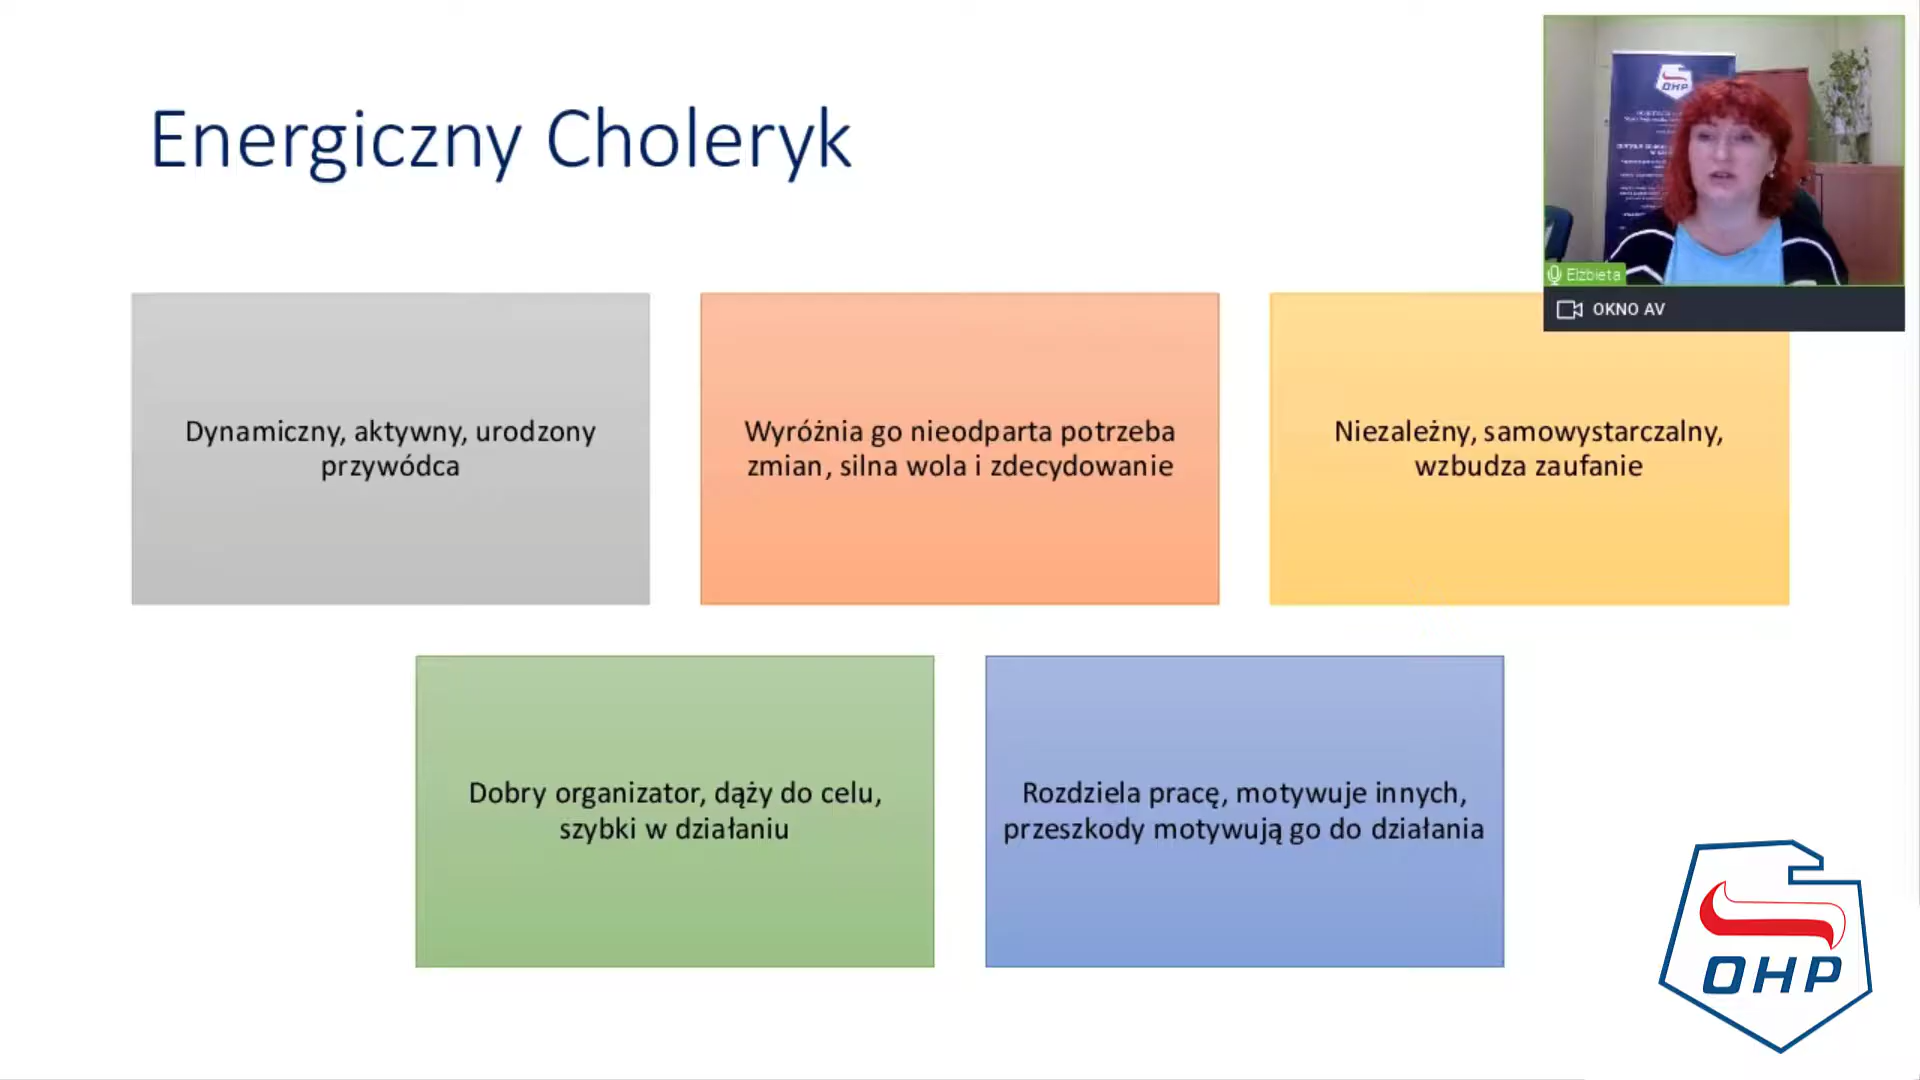 Energiczny Choleryk
OHP
Elżbieta
OKNO AV
Dynamiczny, aktywny, urodzony
przywódca
Wyróżnia go nieodparta potrzeba
zmian, silna wola i zdecydowanie
Niezależny, samowystarczalny,
wzbudza zaufanie
Dobry organizator, dąży do celu,
szybki w działaniu
Rozdziela pracę, motywuje innych,
przeszkody motywują go do działania
OHP